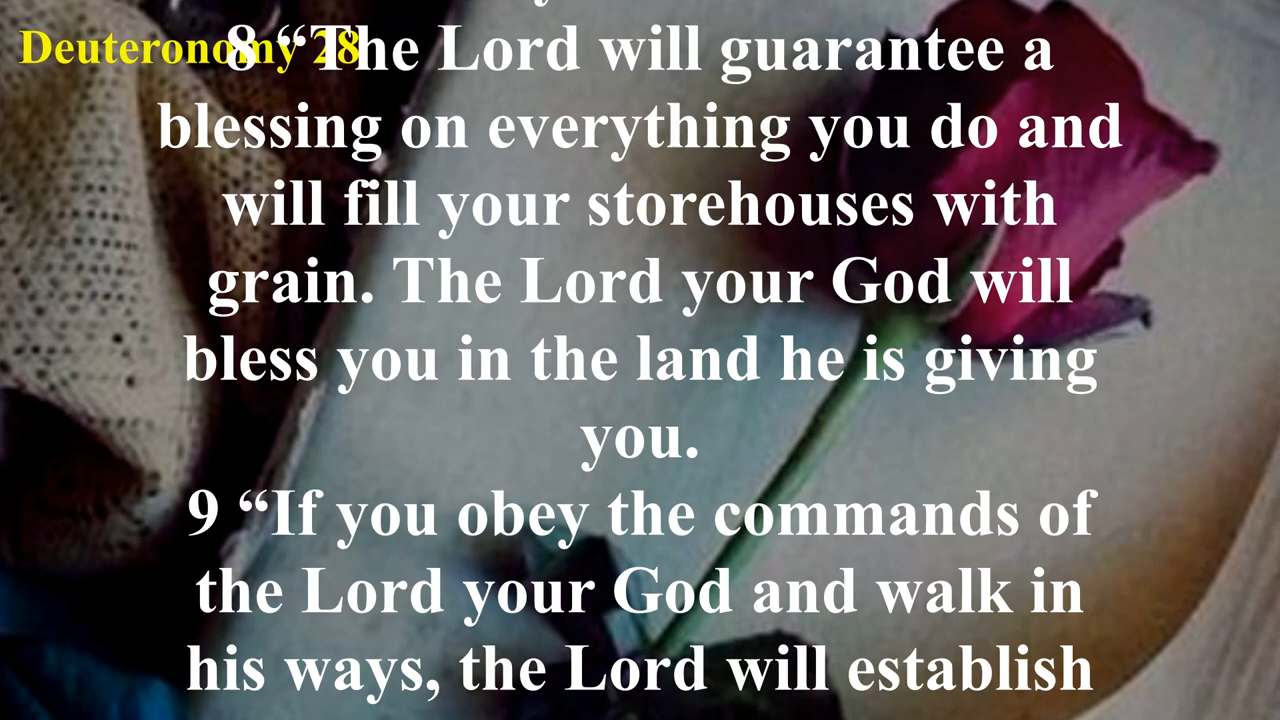 Deuteronomy 28
8 “The Lord will guarantee a
blessing on everything you do and
will fill your storehouses with
grain. The Lord your God will
bless you in the land he is giving
you.
9 “If you obey the commands of
the Lord your God and walk in
his ways, the Lord will establish